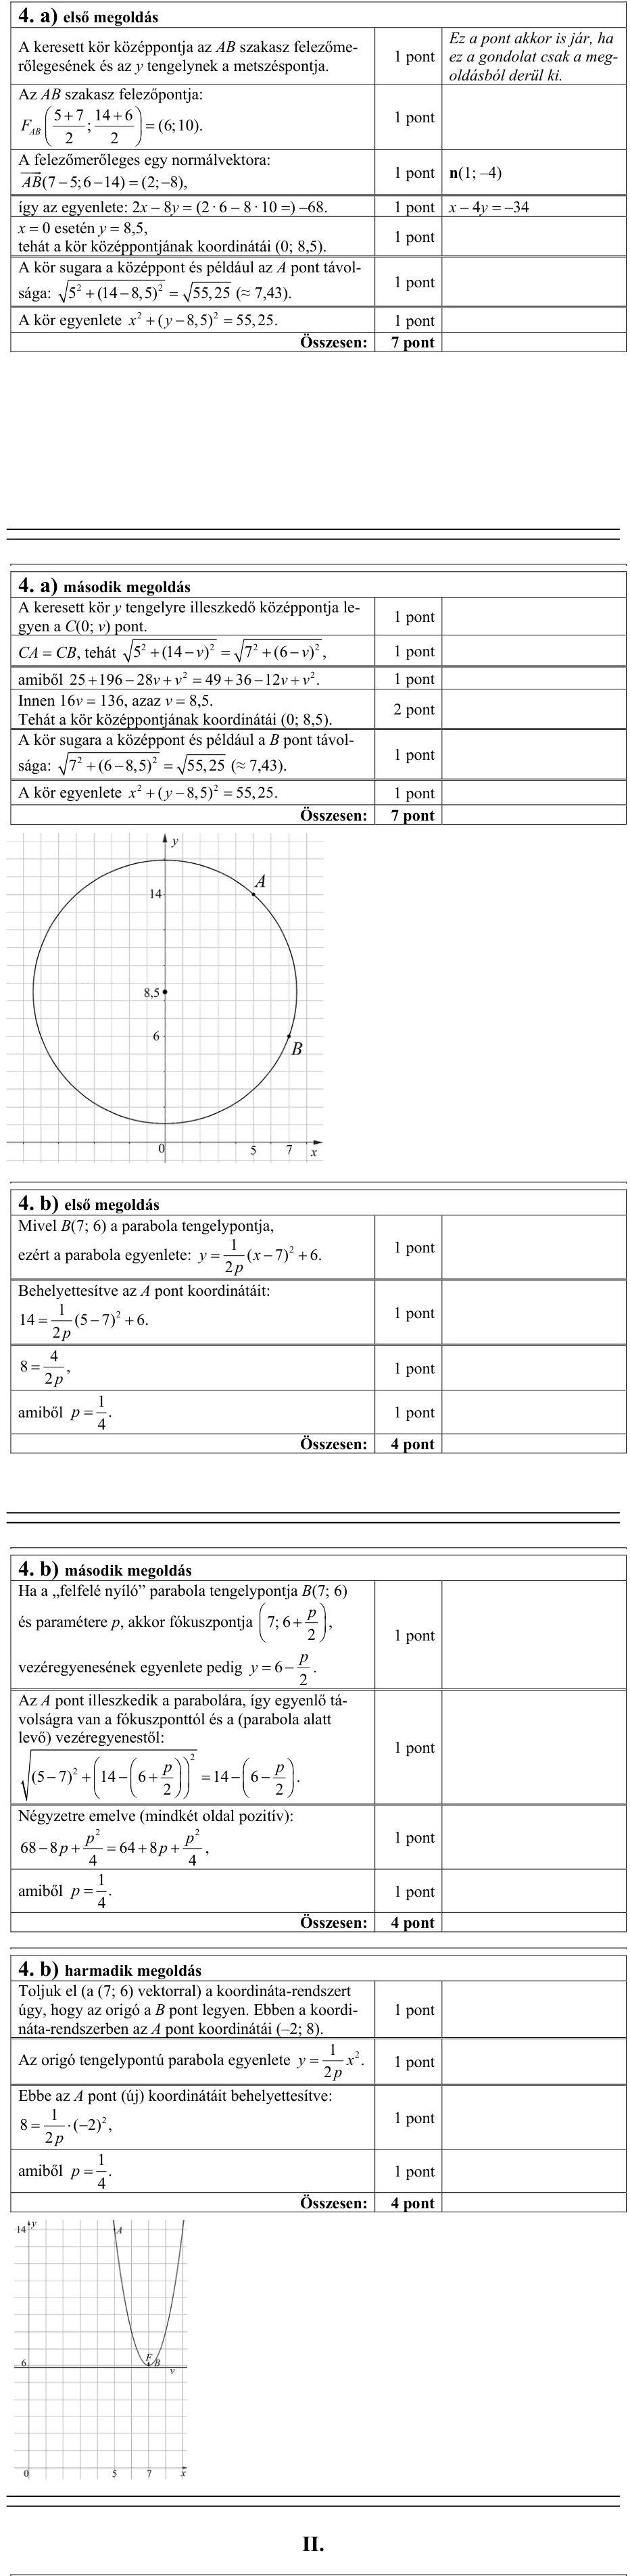 4. a) első megoldás
A keresett kör középpontja az AB szakasz felezőme-
rőlegesének és az y tengelynek a metszéspontja.
1 pont
Ez a pont akkor is jár, ha
ez a gondolat csak a meg-
oldásból derül ki.
Az AB szakasz felezőpontja:
F_AB((5+7)/2; (14+6)/2) = (6;10).
1 pont
A felezőmerőleges egy normálvektora:
AB→(7−5;6−14) = (2;−8),
1 pont
n(1; –4)
így az egyenlete: 2x – 8y = (2 · 6 – 8 · 10 =) –68.
1 pont
x – 4y = –34
x = 0 esetén y = 8,5,
tehát a kör középpontjának koordinátái (0; 8,5).
1 pont
A kör sugara a középpont és például az A pont távol-
sága: √(5² + (14−8,5)²) = √55,25 (≈ 7,43).
1 pont
A kör egyenlete x² + (y−8,5)² = 55,25.
1 pont
Összesen: 7 pont
4. a) második megoldás
A keresett kör y tengelyre illeszkedő középpontja le-
gyen a C(0; v) pont.
1 pont
CA = CB, tehát √(5² + (14−v)²) = √(7² + (6−v)²),
1 pont
amiből 25+196−28v+v² = 49+36−12v+v².
1 pont
Innen 16v = 136, azaz v = 8,5.
Tehát a kör középpontjának koordinátái (0; 8,5).
2 pont
A kör sugara a középpont és például a B pont távol-
sága: √(7² + (6−8,5)²) = √55,25 (≈ 7,43).
1 pont
A kör egyenlete x² + (y−8,5)² = 55,25.
1 pont
Összesen: 7 pont
y
A
14
8,5
6
B
0 5 7 x
4. b) első megoldás
Mivel B(7; 6) a parabola tengelypontja,
ezért a parabola egyenlete: y = 1/(2p) (x−7)² + 6.
1 pont
Behelyettesítve az A pont koordinátáit:
14 = 1/(2p) (5−7)² + 6.
1 pont
8 = 4/(2p),
1 pont
amiből p = 1/4.
1 pont
Összesen: 4 pont
4. b) második megoldás
Ha a „felfelé nyíló” parabola tengelypontja B(7; 6)
és paramétere p, akkor fókuszpontja (7; 6 + p/2),
vezéregyenesének egyenlete pedig y = 6 − p/2.
1 pont
Az A pont illeszkedik a parabolára, így egyenlő tá-
volságra van a fókuszponttól és a (parabola alatt
levő) vezéregyenestől:
√((5−7)² + (14−(6+p/2))²) = 14−(6−p/2).
1 pont
Négyzetre emelve (mindkét oldal pozitív):
68−8p+p²/4 = 64+8p+p²/4,
1 pont
amiből p = 1/4.
1 pont
Összesen: 4 pont
4. b) harmadik megoldás
Toljuk el (a (7; 6) vektorral) a koordináta-rendszert
úgy, hogy az origó a B pont legyen. Ebben a koordi-
náta-rendszerben az A pont koordinátái (–2; 8).
1 pont
Az origó tengelypontú parabola egyenlete y = 1/(2p) x².
1 pont
Ebbe az A pont (új) koordinátáit behelyettesítve:
8 = 1/(2p) · (−2)²,
1 pont
amiből p = 1/4.
1 pont
Összesen: 4 pont
14 y
A
F
6 B
v
0 5 7 x
II.